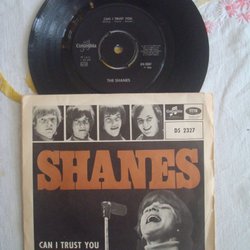 CAN I TRUST YOU
Columbia
THE SHANES
DS 2327
SHANES
CAN I TRUST YOU